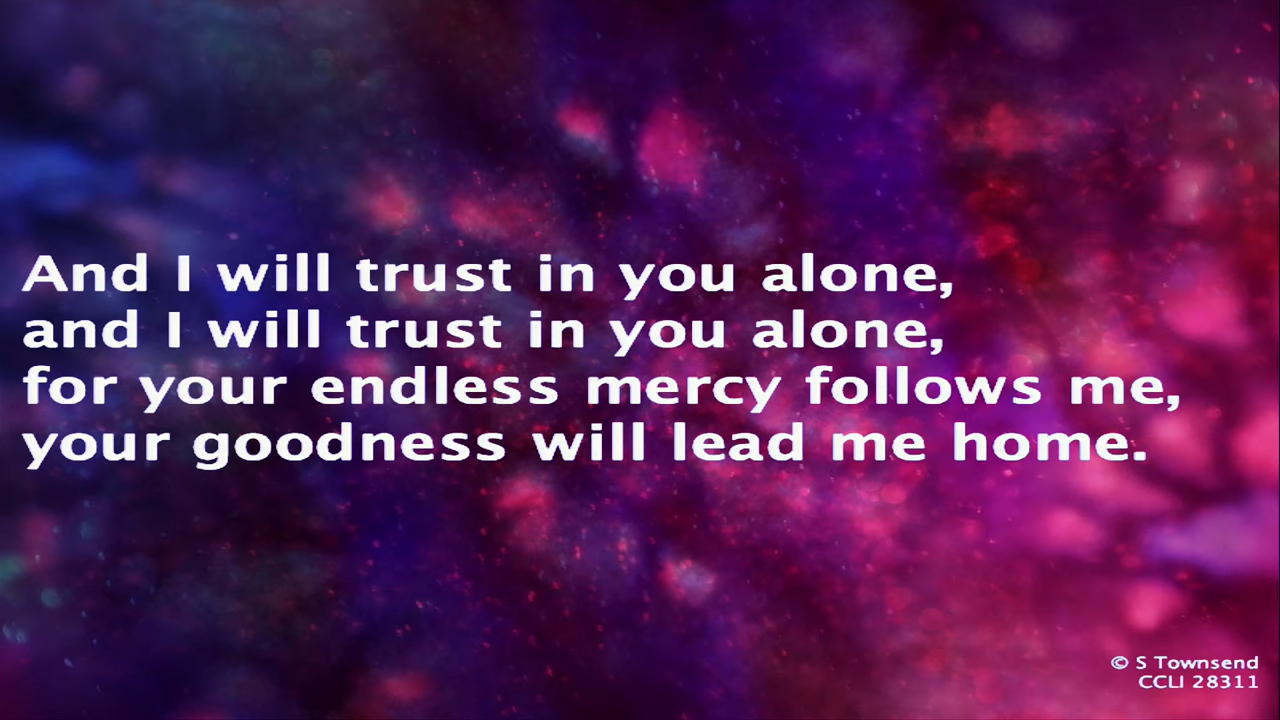 And I will trust in you alone,
and I will trust in you alone,
for your endless mercy follows me,
your goodness will lead me home.
© S Townsend
CCLI 28311